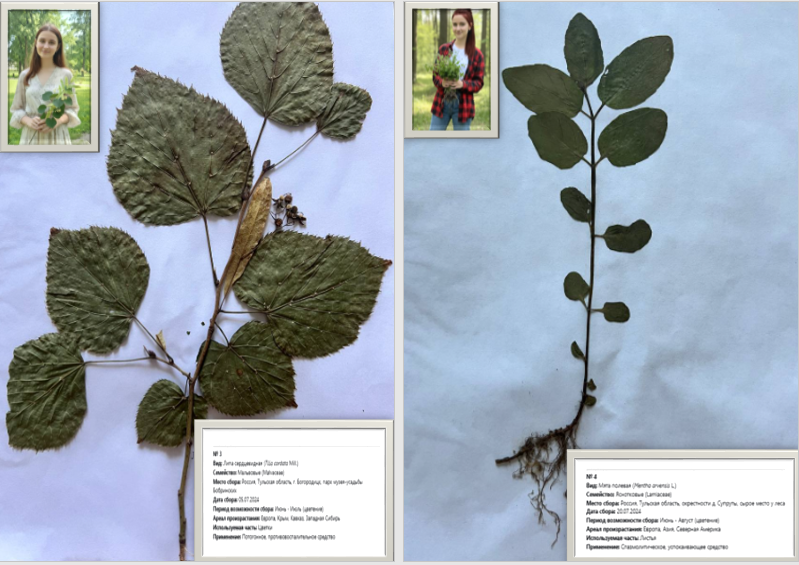 № 3
Вид: Липа сердцевидная (Tilia cordata Mill.)
Семейство: Мальвовые (Malvaceae)
Место сбора: Россия, Тульская область, г. Богородицк, парк музея-усадьбы
Бобринских
Дата сбора: 05.07.2024
Период возможности сбора: Июнь - Июль (цветение)
Ареал произрастания: Европа, Крым, Кавказ, Западная Сибирь
Используемая часть: Цветки
Применение: Потогонное, противовоспалительное средство
№ 4
Вид: Мята полевая (Mentha arvensis L.)
Семейство: Яснотковые (Lamiaceae)
Место сбора: Россия, Тульская область, окрестности д. Супруты, сырое место у леса
Дата сбора: 20.07.2024
Период возможности сбора: Июнь - Август (цветение)
Ареал произрастания: Европа, Азия, Северная Америка
Используемая часть: Листья
Применение: Спазмолитическое, успокаивающее средство